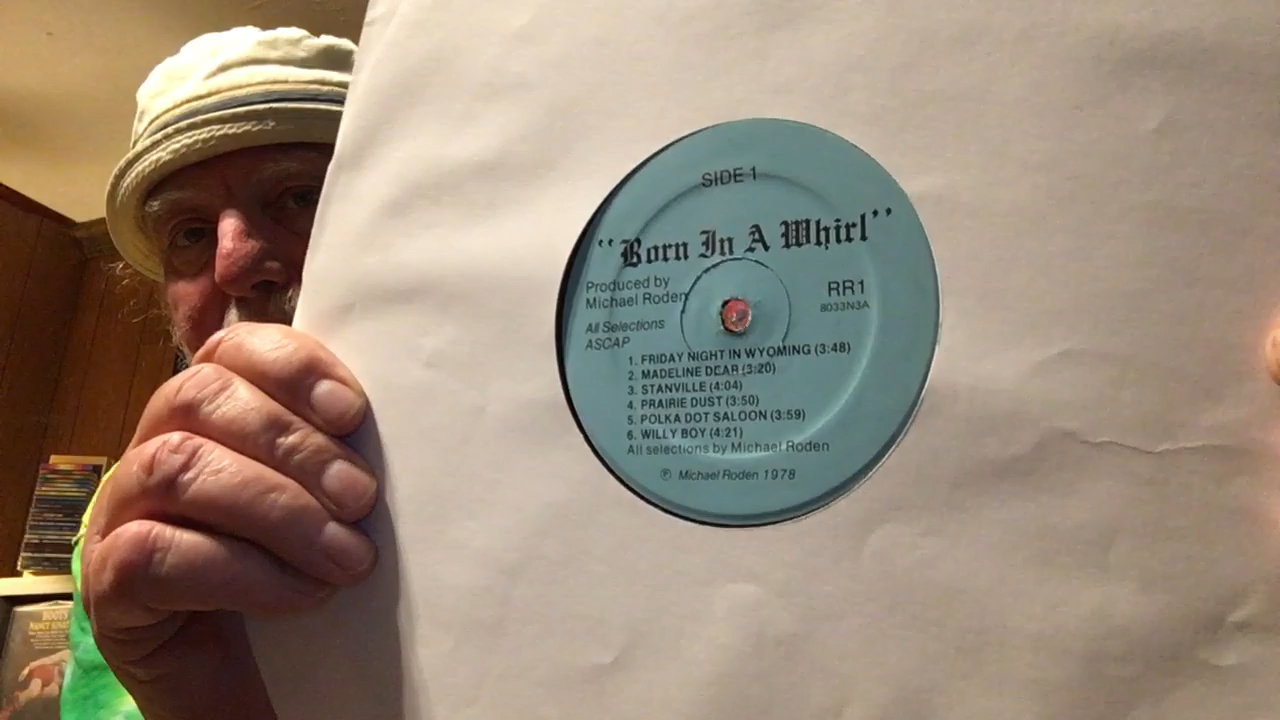 SIDE 1
“Born In A Whirl”
Produced by
Michael Roden
RR1
8033N3A
All Selections
ASCAP
1. FRIDAY NIGHT IN WYOMING (3:48)
2. MADELINE DEAR (3:20)
3. STANVILLE (4:04)
4. PRAIRIE DUST (3:50)
5. POLKA DOT SALOON (3:59)
6. WILLY BOY (4:21)
All selections by Michael Roden
℗ Michael Roden 1978
BOOTS